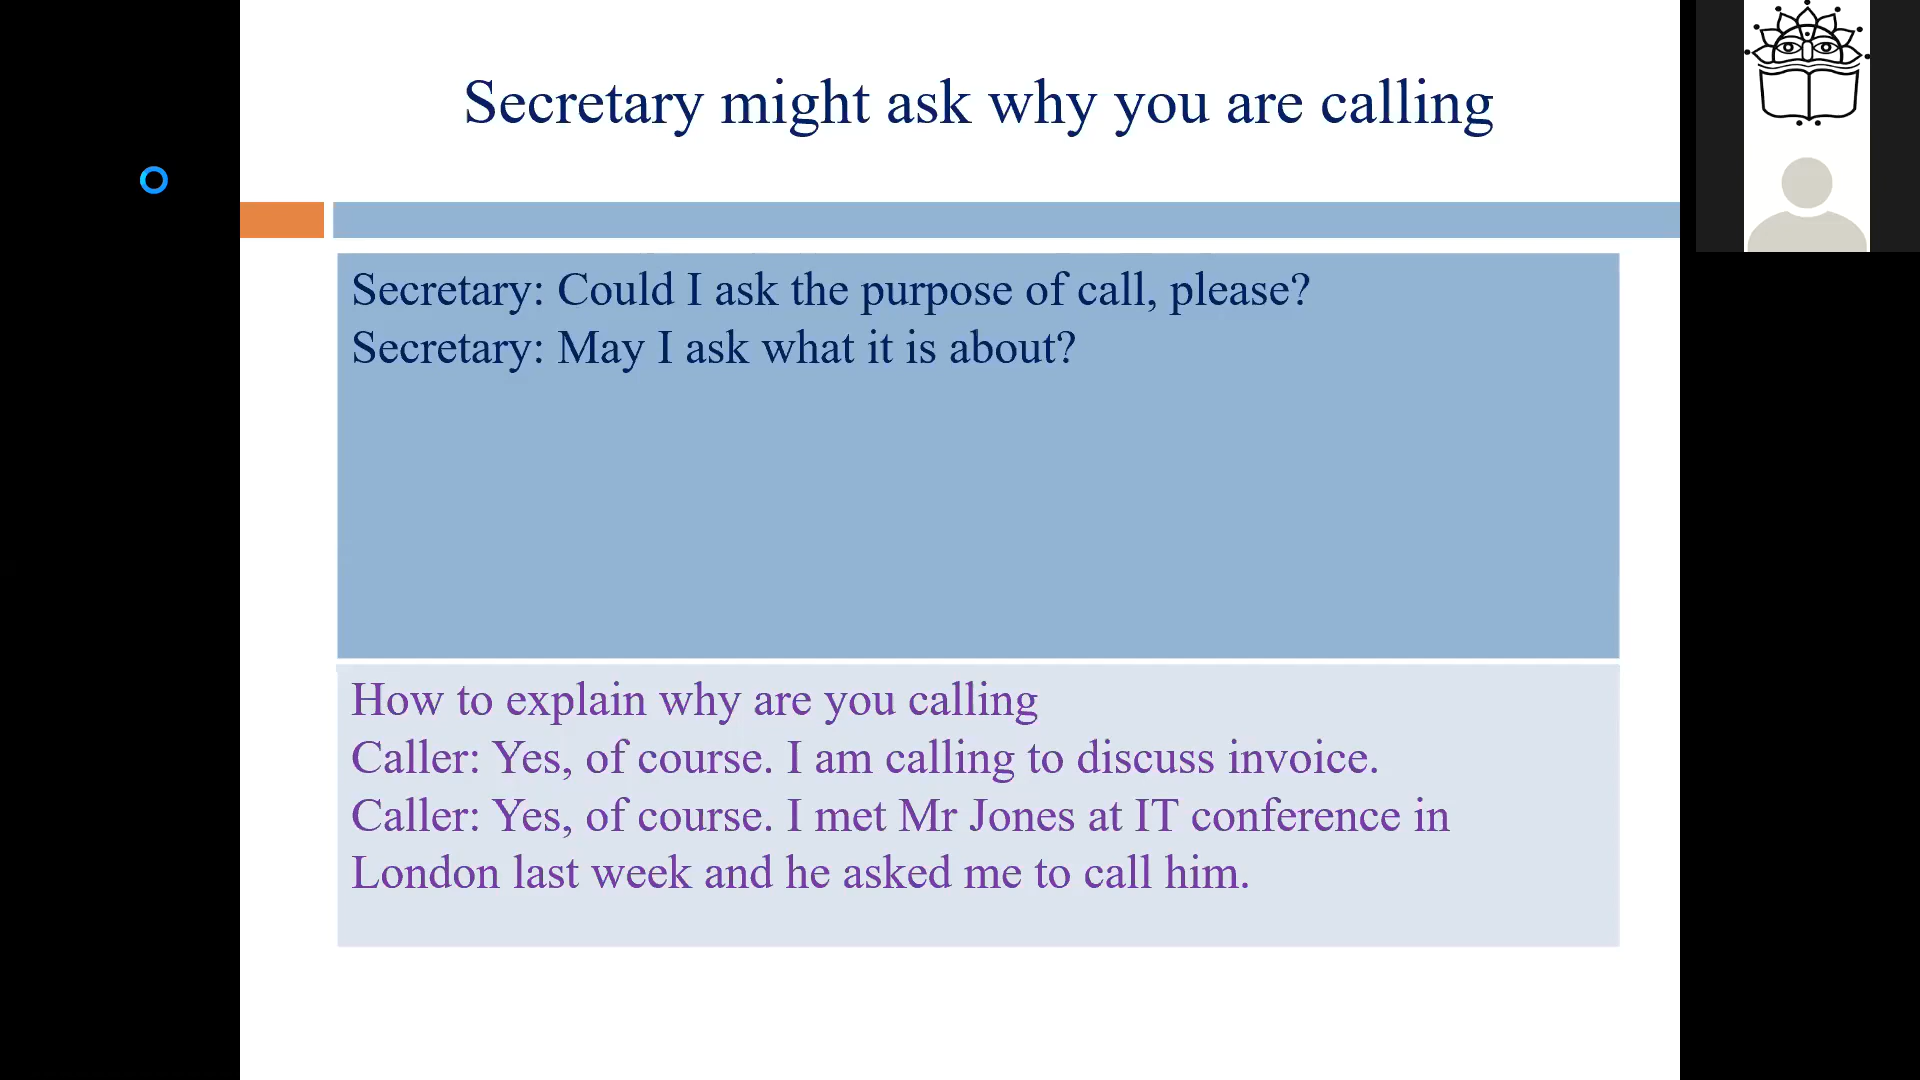 Secretary might ask why you are calling
Secretary: Could I ask the purpose of call, please?
Secretary: May I ask what it is about?
How to explain why are you calling
Caller: Yes, of course. I am calling to discuss invoice.
Caller: Yes, of course. I met Mr Jones at IT conference in
London last week and he asked me to call him.